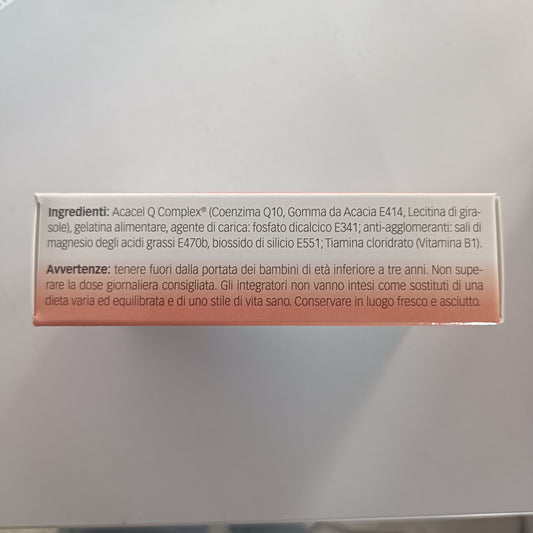 Ingredienti: Acacel Q Complex® (Coenzima Q10, Gomma da Acacia E414, Lecitina di gira-
sole), gelatina alimentare, agente di carica: fosfato dicalcico E341; anti-agglomeranti: sali di
magnesio degli acidi grassi E470b, biossido di silicio E551; Tiamina cloridrato (Vitamina B1).
Avvertenze: tenere fuori dalla portata dei bambini di età inferiore a tre anni. Non supe-
rare la dose giornaliera consigliata. Gli integratori non vanno intesi come sostituti di una
dieta varia ed equilibrata e di uno stile di vita sano. Conservare in luogo fresco e asciutto.